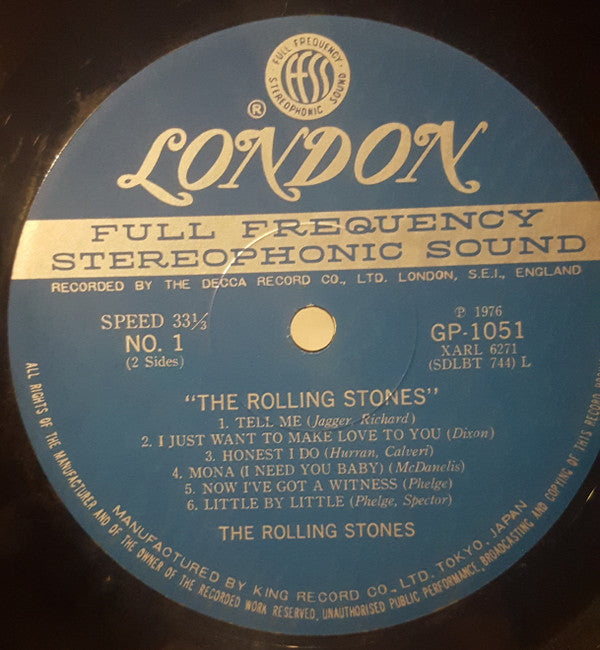 FULL FREQUENCY
ffss
STEREOPHONIC SOUND
®
LONDON
FULL FREQUENCY
STEREOPHONIC SOUND
RECORDED BY THE DECCA RECORD CO., LTD. LONDON, S.E.I., ENGLAND
SPEED 33⅓
NO. 1
(2 Sides)
℗ 1976
GP-1051
XARL 6271
(SDLBT 744) L
"THE ROLLING STONES"
1. TELL ME (Jagger, Richard)
2. I JUST WANT TO MAKE LOVE TO YOU (Dixon)
3. HONEST I DO (Hurran, Calveri)
4. MONA (I NEED YOU BABY) (McDanelis)
5. NOW I'VE GOT A WITNESS (Phelge)
6. LITTLE BY LITTLE (Phelge, Spector)
THE ROLLING STONES
MANUFACTURED BY KING RECORD CO., LTD. TOKYO, JAPAN
ALL RIGHTS OF THE MANUFACTURER AND OF THE OWNER OF THE RECORDED WORK RESERVED, UNAUTHORISED PUBLIC PERFORMANCE, BROADCASTING AND COPYING OF THIS RECORD